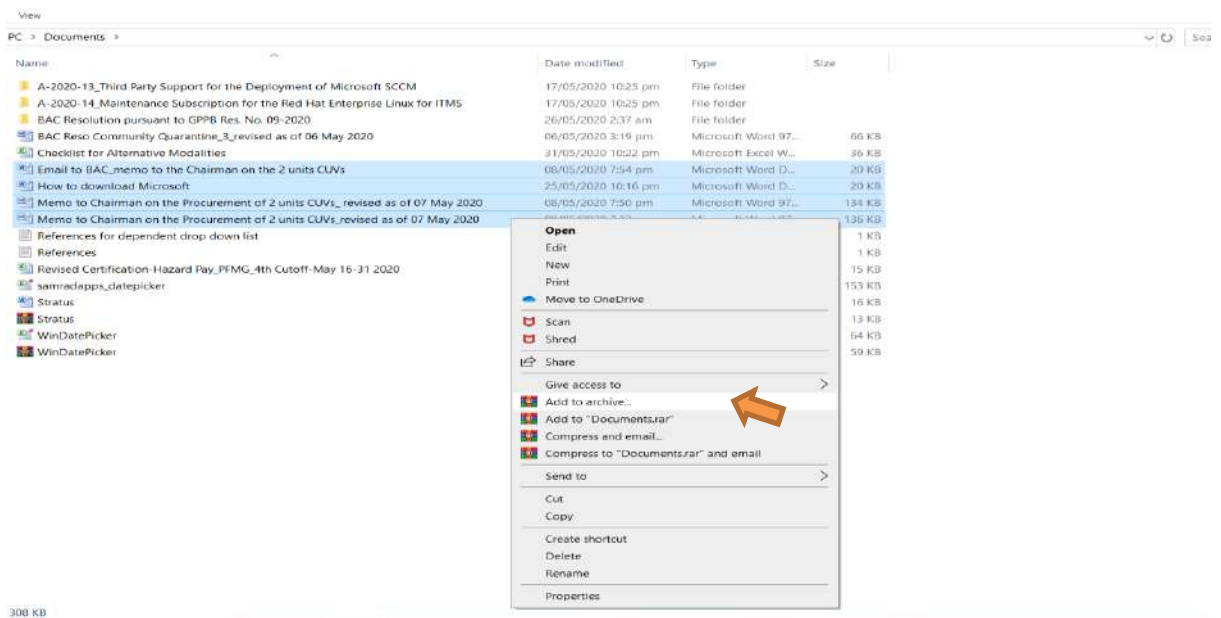 View
PC > Documents >
Sea
Name Date modified Type Size
A-2020-13_Third Party Support for the Deployment of Microsoft SCCM 17/05/2020 10:25 pm File folder
A-2020-14_Maintenance Subscription for the Red Hat Enterprise Linux for ITMS 17/05/2020 10:25 pm File folder
BAC Resolution pursuant to GPPB Res. No. 09-2020 26/05/2020 2:37 am File folder
BAC Reso Community Quarantine_3_revised as of 06 May 2020 06/05/2020 3:19 pm Microsoft Word 97... 66 KB
Checklist for Alternative Modalities 31/05/2020 10:22 pm Microsoft Excel W... 36 KB
Email to BAC_memo to the Chairman on the 2 units CUVs 08/05/2020 7:54 pm Microsoft Word D... 20 KB
How to download Microsoft 25/05/2020 10:16 pm Microsoft Word D... 20 KB
Memo to Chairman on the Procurement of 2 units CUVs_ revised as of 07 May 2020 08/05/2020 7:50 pm Microsoft Word 97... 134 KB
Memo to Chairman on the Procurement of 2 units CUVs_revised as of 07 May 2020 136 KB
References for dependent drop down list 1 KB
References 1 KB
Revised Certification-Hazard Pay_PFMG_4th Cutoff-May 16-31 2020 15 KB
samradapps_datepicker 153 KB
Stratus 16 KB
Stratus 13 KB
WinDatePicker 64 KB
WinDatePicker 59 KB
Open
Edit
New
Print
Move to OneDrive
Scan
Shred
Share
Give access to >
Add to archive...
Add to "Documents.rar"
Compress and email...
Compress to "Documents.rar" and email
Send to >
Cut
Copy
Create shortcut
Delete
Rename
Properties
308 KB